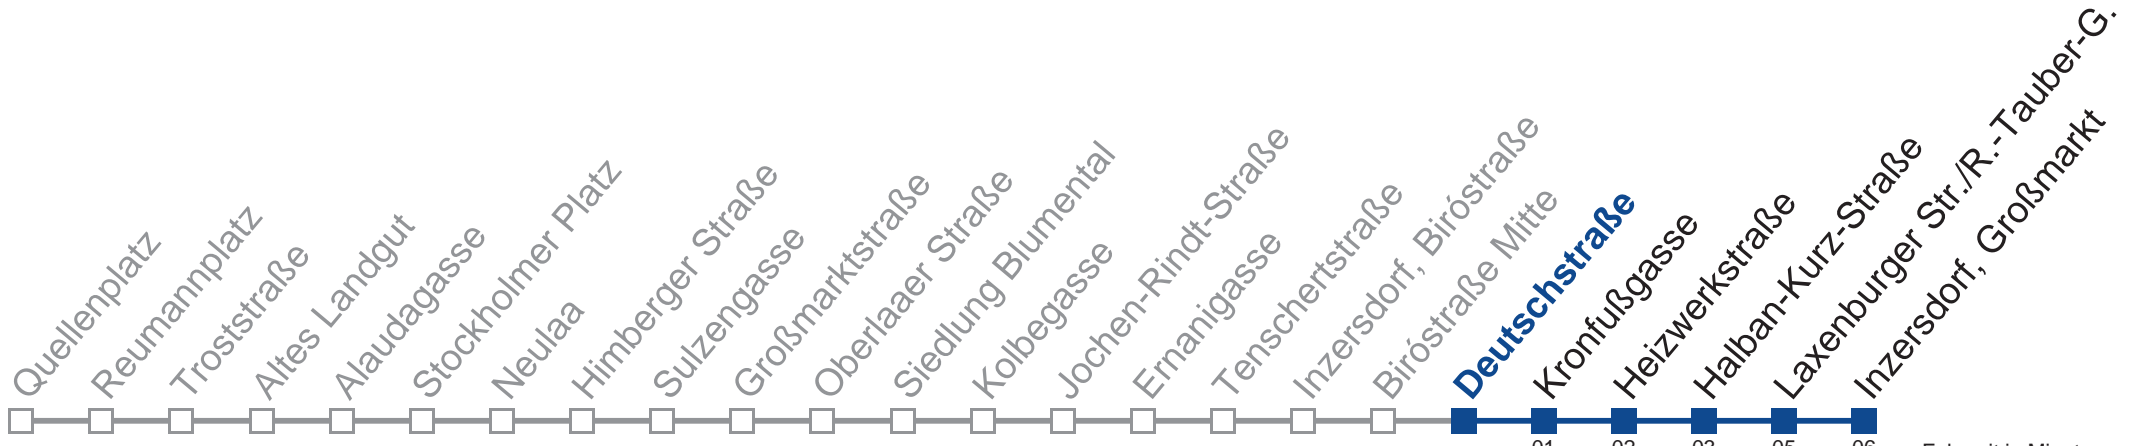 Quellenplatz
Reumannplatz
Troststraße
Altes Landgut
Alaudagasse
Stockholmer Platz
Neulaa
Himberger Straße
Sulzengasse
Großmarktstraße
Oberlaaer Straße
Siedlung Blumental
Kolbegasse
Jochen-Rindt-Straße
Ernanigasse
Tenschertstraße
Inzersdorf, Biróstraße
Biróstraße Mitte
Deutschstraße
Kronfußgasse
Heizwerkstraße
Halban-Kurz-Straße
Laxenburger Str./R.-Tauber-G.
Inzersdorf, Großmarkt